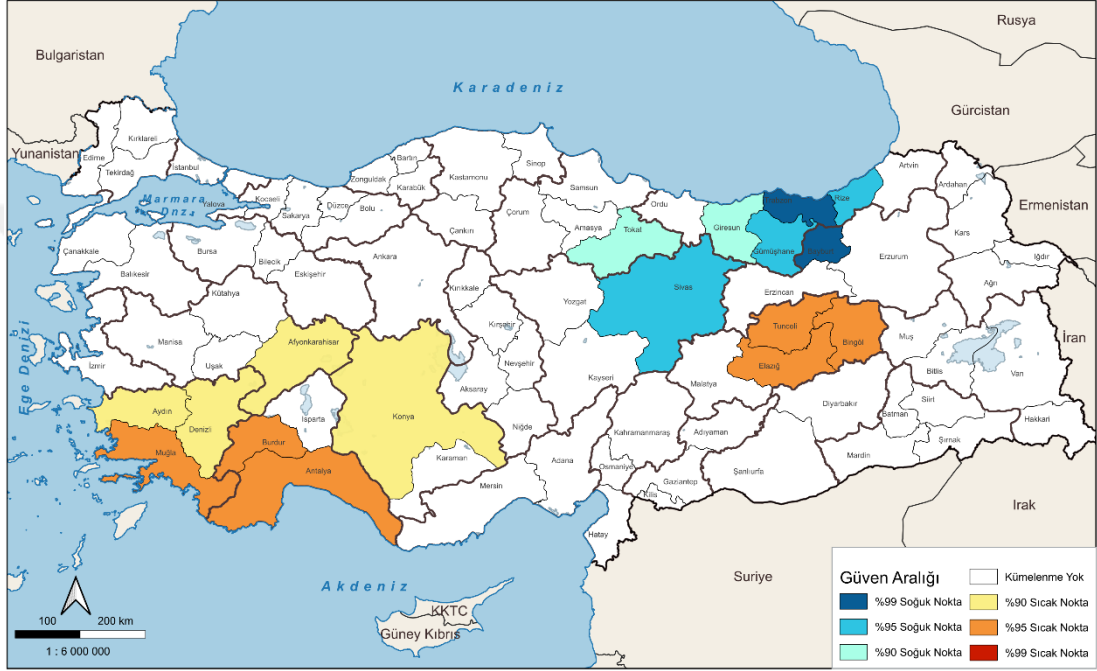 Rusya
Bulgaristan
Karadeniz
Gürcistan
Kırklareli
Yunanistan
Edirne
Tekirdağ
İstanbul
Bartın
Zonguldak
Karabük
Kastamonu
Sinop
Samsun
Artvin
Ardahan
Marmara
Dnz.
Yalova
Kocaeli
Sakarya
Düzce
Bolu
Çankırı
Çorum
Amasya
Tokat
Ordu
Giresun
Rize
Gümüşhane
Kars
Ermenistan
Iğdır
Çanakkale
Balıkesir
Bursa
Bilecik
Eskişehir
Ankara
Kırıkkale
Yozgat
Sivas
Erzincan
Erzurum
Ağrı
Ege Denizi
Kütahya
Manisa
Uşak
İzmir
Afyonkarahisar
Kırşehir
Nevşehir
Aksaray
Kayseri
Tunceli
Bingöl
Elazığ
Malatya
Muş
Bitlis
Van
İran
Aydın
Denizli
Isparta
Konya
Niğde
Kahramanmaraş
Adıyaman
Diyarbakır
Batman
Siirt
Şırnak
Hakkari
Muğla
Burdur
Antalya
Karaman
Mersin
Adana
Osmaniye
Gaziantep
Kilis
Şanlıurfa
Mardin
Hatay
Irak
Suriye
Akdeniz
KKTC
Güney Kıbrıs
100 200 km
1 : 6 000 000
Güven Aralığı
%99 Soğuk Nokta
%95 Soğuk Nokta
%90 Soğuk Nokta
Kümelenme Yok
%90 Sıcak Nokta
%95 Sıcak Nokta
%99 Sıcak Nokta